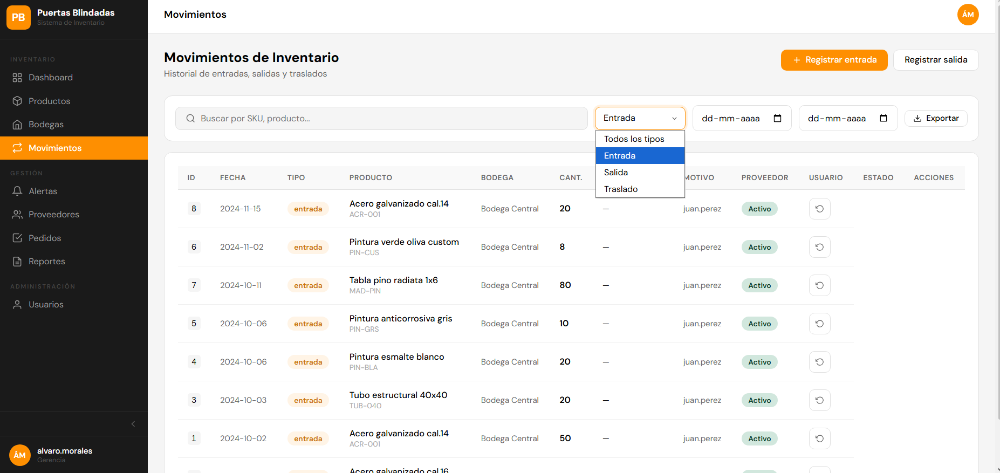 PB
Puertas Blindadas
Sistema de Inventario
INVENTARIO
Dashboard
Productos
Bodegas
Movimientos
GESTIÓN
Alertas
Proveedores
Pedidos
Reportes
ADMINISTRACIÓN
Usuarios
ÁM
alvaro.morales
Gerencia
Movimientos
ÁM
Movimientos de Inventario
Historial de entradas, salidas y traslados
+ Registrar entrada
Registrar salida
Buscar por SKU, producto...
Entrada
dd-mm-aaaa
dd-mm-aaaa
Exportar
Todos los tipos
Entrada
Salida
Traslado
ID FECHA TIPO PRODUCTO BODEGA CANT. MOTIVO PROVEEDOR USUARIO ESTADO ACCIONES
8 2024-11-15 entrada Acero galvanizado cal.14 Bodega Central 20 — juan.perez Activo
ACR-001
6 2024-11-02 entrada Pintura verde oliva custom Bodega Central 8 — juan.perez Activo
PIN-CUS
7 2024-10-11 entrada Tabla pino radiata 1x6 Bodega Central 80 — juan.perez Activo
MAD-PIN
5 2024-10-06 entrada Pintura anticorrosiva gris Bodega Central 10 — juan.perez Activo
PIN-GRS
4 2024-10-06 entrada Pintura esmalte blanco Bodega Central 20 — juan.perez Activo
PIN-BLA
3 2024-10-03 entrada Tubo estructural 40x40 Bodega Central 20 — juan.perez Activo
TUB-040
1 2024-10-02 entrada Acero galvanizado cal.14 Bodega Central 50 — juan.perez Activo
ACR-001
Acero galvanizado cal.16